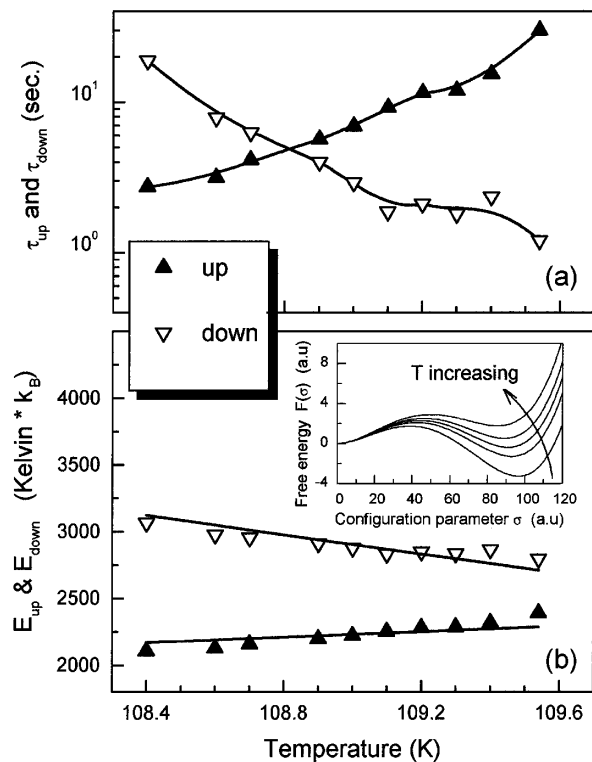 (a)
10¹
10⁰
τup and τdown (sec.)
up
down
(b)
4000
3500
3000
2500
2000
Eup & Edown (Kelvin * kB)
T increasing
8
4
0
-4
Free energy F(σ) (a.u)
0 20 40 60 80 100 120
Configuration parameter σ (a.u)
108.4 108.8 109.2 109.6
Temperature (K)